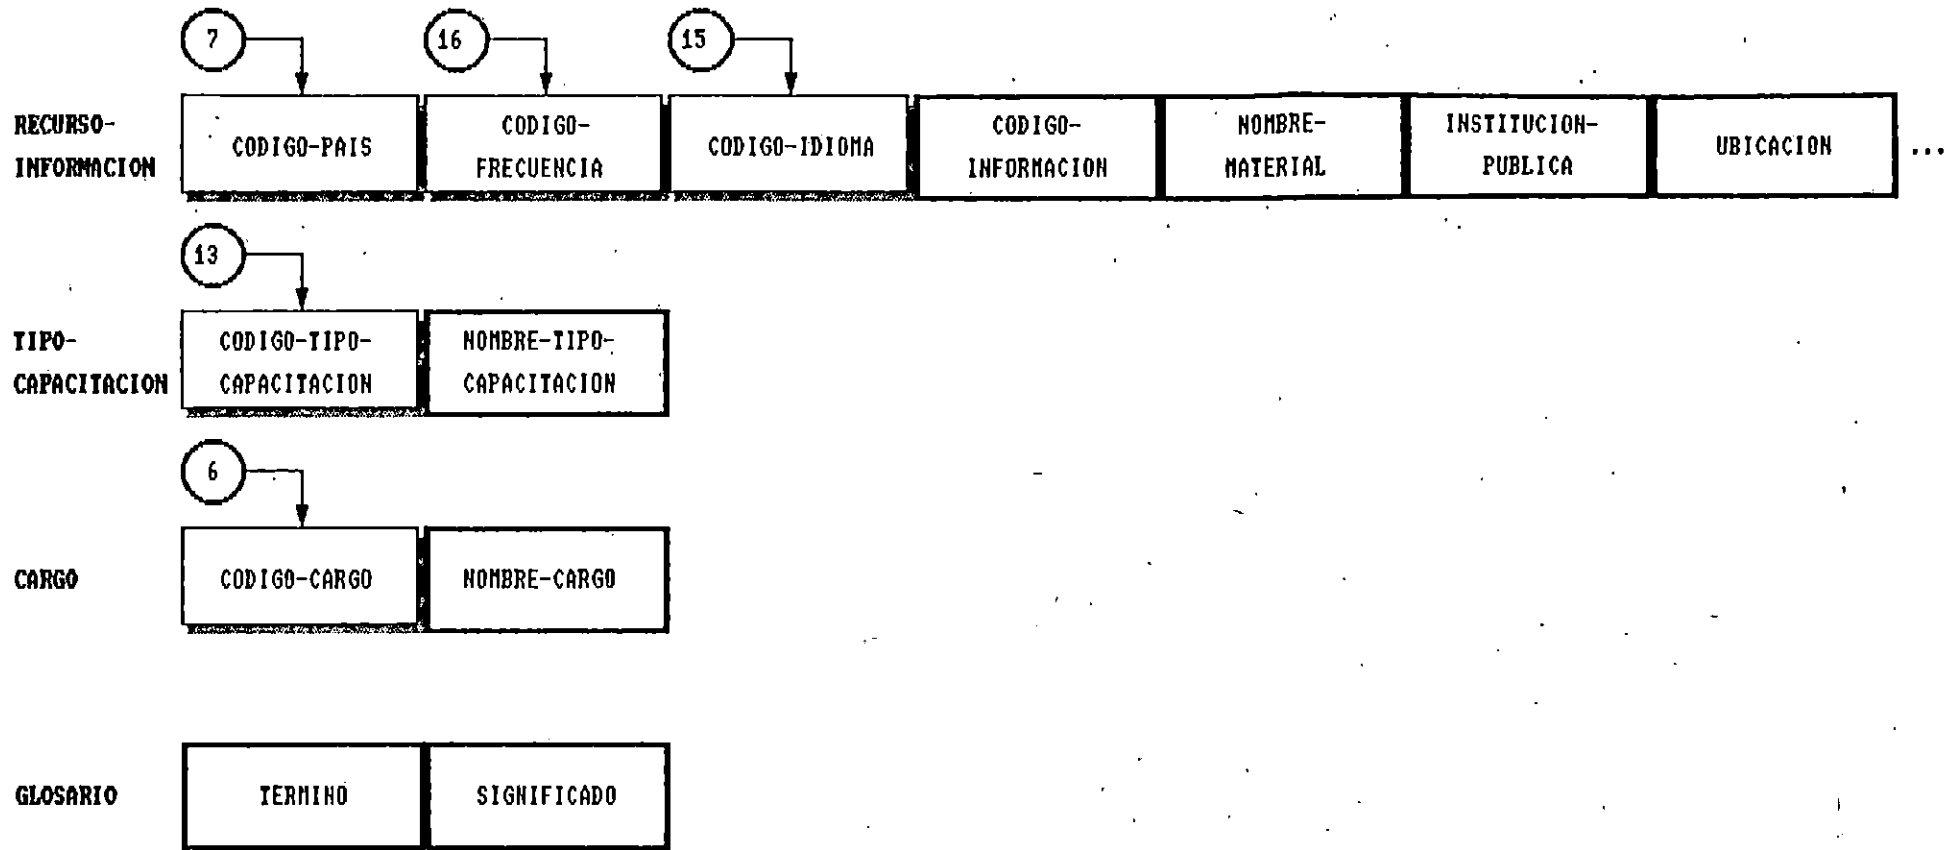 7
16
15
RECURSO-
INFORMACION
CODIGO-PAIS
CODIGO-
FRECUENCIA
CODIGO-IDIOMA
CODIGO-
INFORMACION
NOMBRE-
MATERIAL
INSTITUCION-
PUBLICA
UBICACION
...
13
TIPO-
CAPACITACION
CODIGO-TIPO-
CAPACITACION
NOMBRE-TIPO-
CAPACITACION
6
CARGO
CODIGO-CARGO
NOMBRE-CARGO
GLOSARIO
TERMINO
SIGNIFICADO